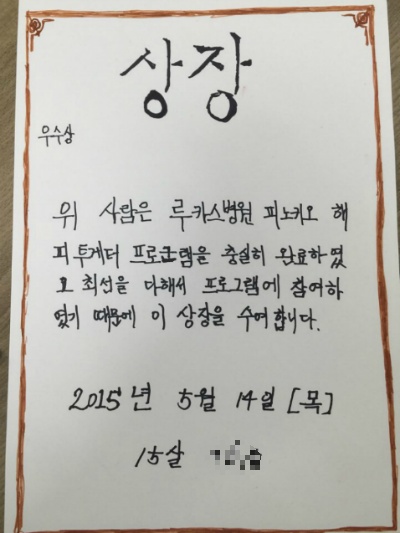 상장
우수상
위 사람은 루카스병원 피노키오 해
피투게더 프로그램을 충실히 완료하였
고 최선을 다해서 프로그램에 참여하
였기 때문에 이 상장을 수여합니다.
2015년 5월 14일 [목]
15살